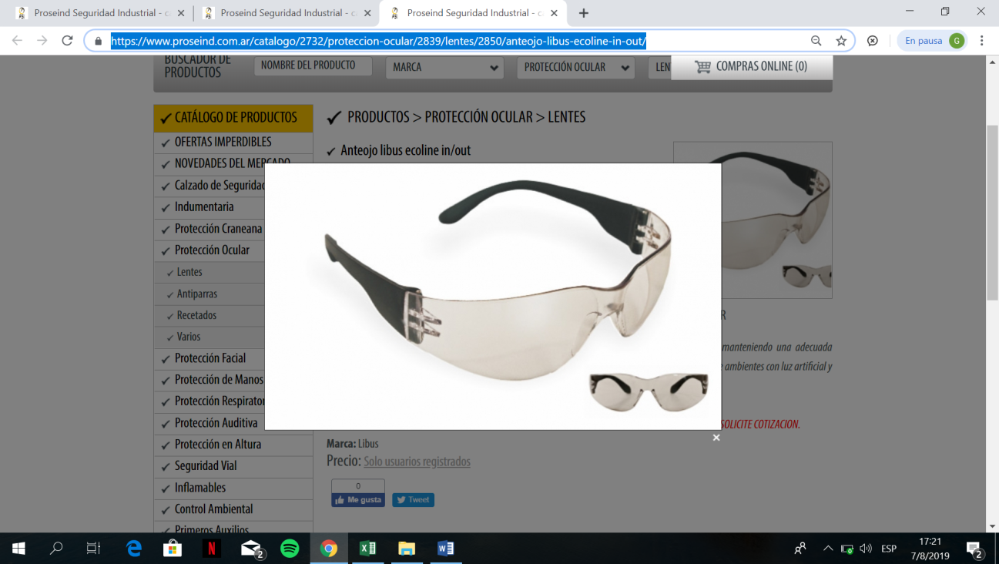 Proseind Seguridad Industrial - c
Proseind Seguridad Industrial - c
Proseind Seguridad Industrial - c
https://www.proseind.com.ar/catalogo/2732/proteccion-ocular/2839/lentes/2850/anteojo-libus-ecoline-in-out/
En pausa
G
BUSCADOR DE
PRODUCTOS
NOMBRE DEL PRODUCTO
MARCA
PROTECCIÓN OCULAR
LEN
COMPRAS ONLINE (0)
CATÁLOGO DE PRODUCTOS
OFERTAS IMPERDIBLES
NOVEDADES DEL MERCADO
Calzado de Seguridad
Indumentaria
Protección Craneana
Protección Ocular
Lentes
Antiparras
Recetados
Varios
Protección Facial
Protección de Manos
Protección Respirator
Protección Auditiva
Protección en Altura
Seguridad Vial
Inflamables
Control Ambiental
Primeros Auxilios
PRODUCTOS > PROTECCIÓN OCULAR > LENTES
Anteojo libus ecoline in/out
R
manteniendo una adecuada
e ambientes con luz artificial y
SOLICITE COTIZACION.
Marca: Libus
Precio: Solo usuarios registrados
0
Me gusta
Tweet
2
ESP
17:21
7/8/2019
2